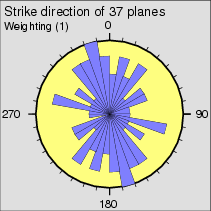 Strike direction of 37 planes
Weighting (1)
0
270
90
180